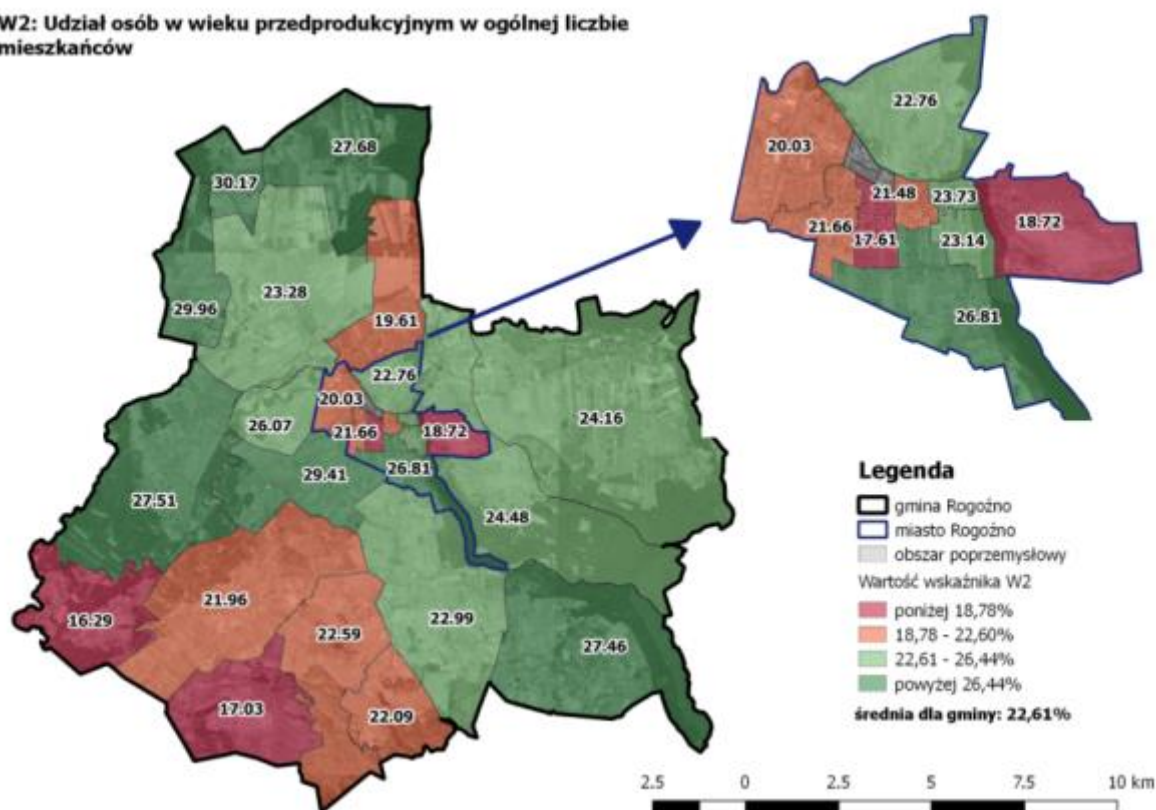 W2: Udział osób w wieku przedprodukcyjnym w ogólnej liczbie
mieszkańców
27.68
30.17
23.28
29.96
19.61
22.76
20.03
26.07
21.66
18.72
24.16
29.41
26.81
27.51
24.48
21.96
16.29
22.59
22.99
27.46
17.03
22.09
22.76
20.03
21.48
23.73
18.72
21.66
17.61
23.14
26.81
Legenda
gmina Rogoźno
miasto Rogoźno
obszar poprzemysłowy
Wartość wskaźnika W2
poniżej 18,78%
18,78 - 22,60%
22,61 - 26,44%
powyżej 26,44%
średnia dla gminy: 22,61%
2.5 0 2.5 5 7.5 10 km